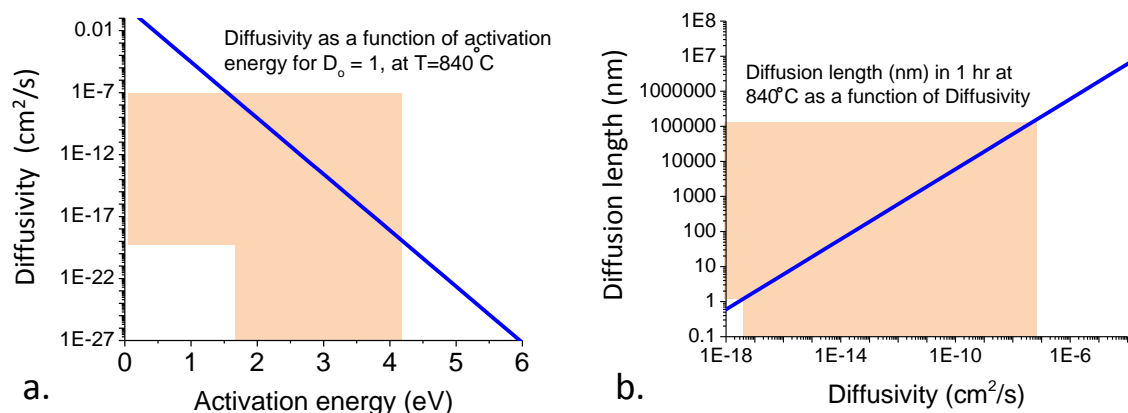 Diffusivity (cm²/s)
0.01
1E-7
1E-12
1E-17
1E-22
1E-27
Diffusivity as a function of activation
energy for Dₒ = 1, at T=840°C
0 1 2 3 4 5 6
Activation energy (eV)
a.
Diffusion length (nm)
1E8
1E7
1000000
100000
10000
1000
100
10
1
0.1
Diffusion length (nm) in 1 hr at
840°C as a function of Diffusivity
1E-18 1E-14 1E-10 1E-6
Diffusivity (cm²/s)
b.